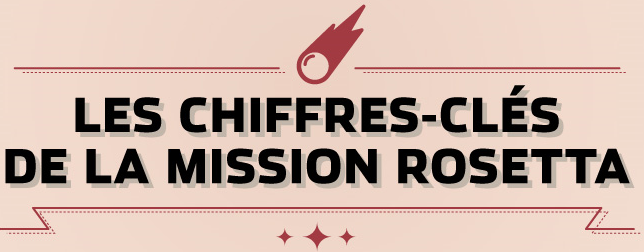 LES CHIFFRES-CLÉS
DE LA MISSION ROSETTA